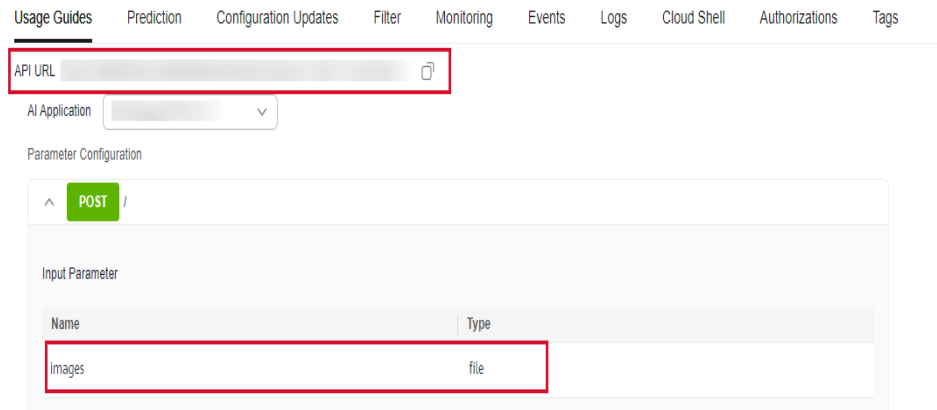 Usage Guides Prediction Configuration Updates Filter Monitoring Events Logs Cloud Shell Authorizations Tags
API URL
AI Application
Parameter Configuration
POST /
Input Parameter
Name Type
images file